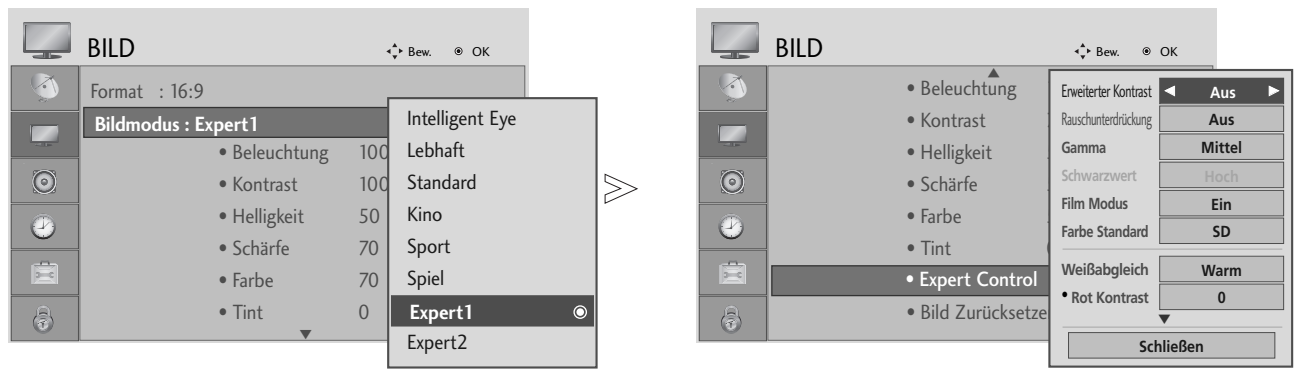 BILD
Bew. OK
Format : 16:9
Bildmodus : Expert1
• Beleuchtung 100
• Kontrast 100
• Helligkeit 50
• Schärfe 70
• Farbe 70
• Tint 0
Intelligent Eye
Lebhaft
Standard
Kino
Sport
Spiel
Expert1
Expert2
BILD
Bew. OK
• Beleuchtung
• Kontrast
• Helligkeit
• Schärfe
• Farbe
• Tint
• Expert Control
• Bild Zurücksetze
Erweiterter Kontrast Aus
Rauschunterdrückung Aus
Gamma Mittel
Schwarzwert Hoch
Film Modus Ein
Farbe Standard SD
Weißabgleich Warm
• Rot Kontrast 0
Schließen